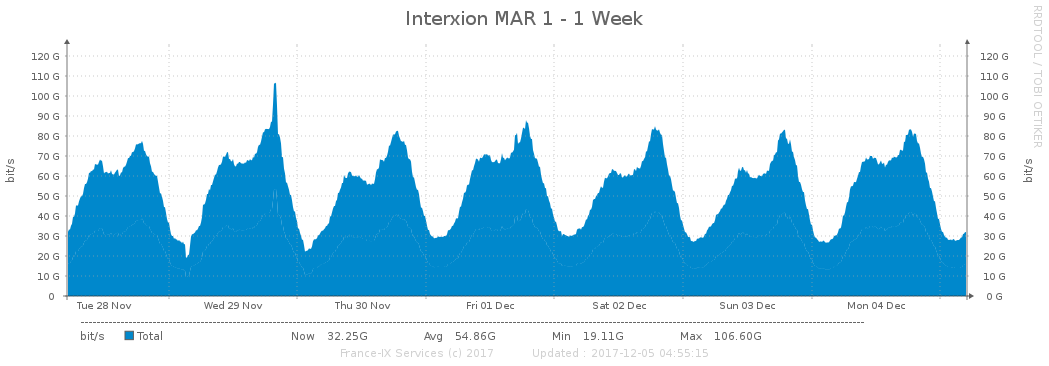 Interxion MAR 1 - 1 Week
RRDTOOL / TOBI OETIKER
120 G 120 G
110 G 110 G
100 G 100 G
90 G 90 G
80 G 80 G
70 G 70 G
60 G 60 G
50 G 50 G
40 G 40 G
30 G 30 G
20 G 20 G
10 G 10 G
0 0 G
bit/s
bit/s
Tue 28 Nov Wed 29 Nov Thu 30 Nov Fri 01 Dec Sat 02 Dec Sun 03 Dec Mon 04 Dec
bit/s Total Now 32.25G Avg 54.86G Min 19.11G Max 106.60G
France-IX Services (c) 2017 Updated : 2017-12-05 04:55:15